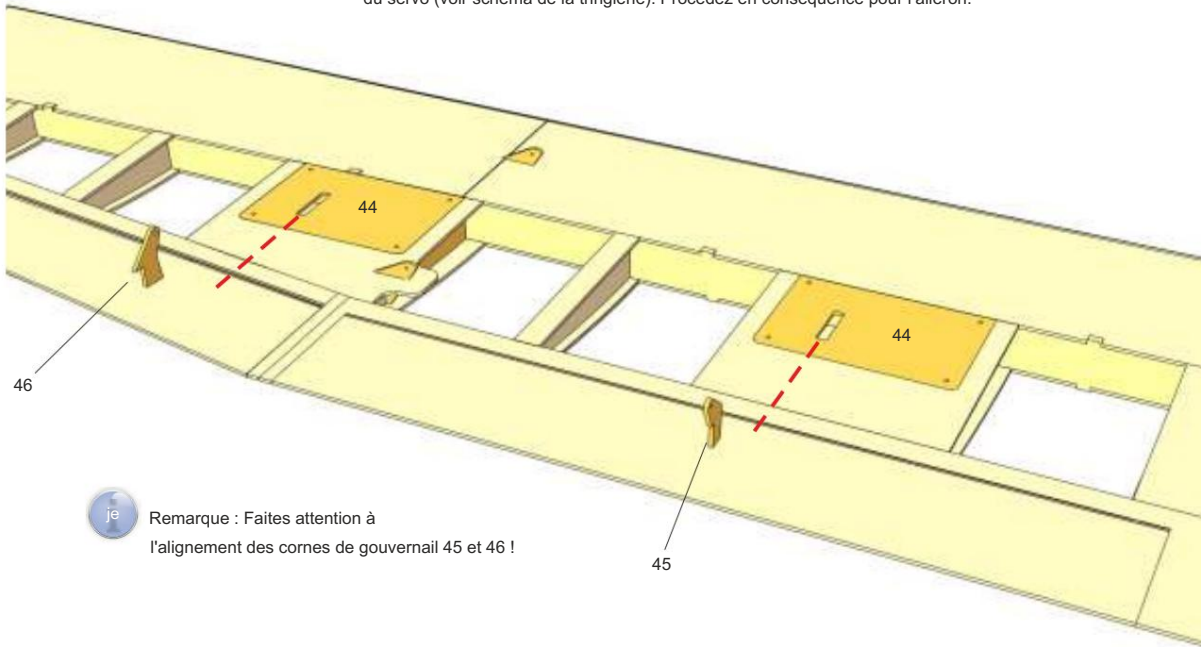 du servo (voir schéma de la tringlerie). Procédez en conséquence pour l'aileron.
44
44
46
je
Remarque : Faites attention à
l'alignement des cornes de gouvernail 45 et 46 !
45